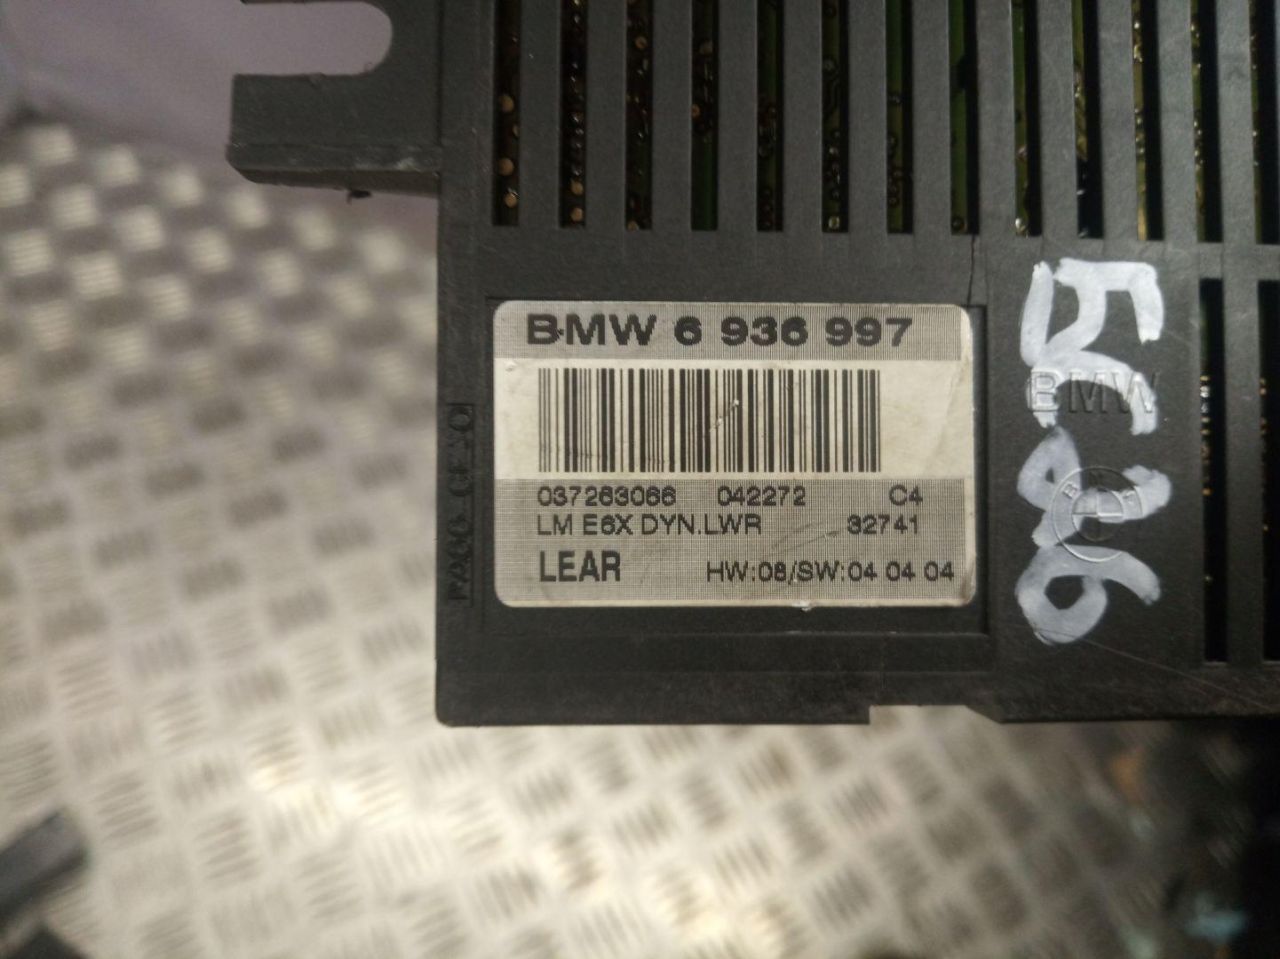 BMW 6 936 997
037263066 042272 C4
LM E6X DYN.LWR 32741
LEAR HW:08/SW:04 04 04
BMW